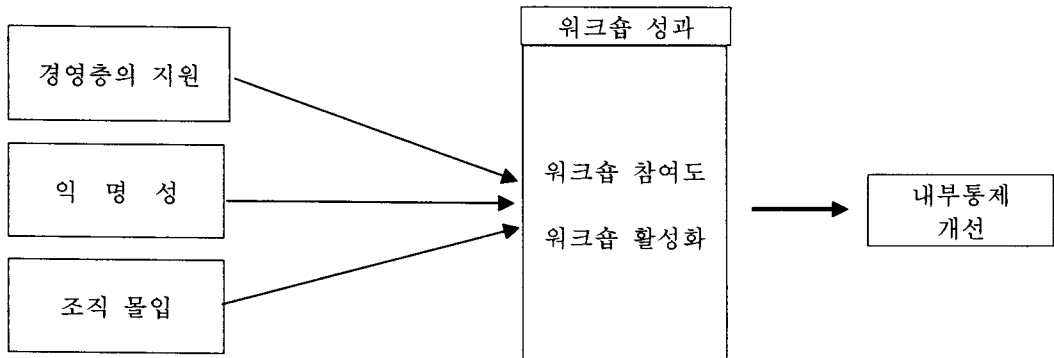 경영층의 지원
익 명 성
조직 몰입
워크숍 성과
워크숍 참여도
워크숍 활성화
내부통제
개선